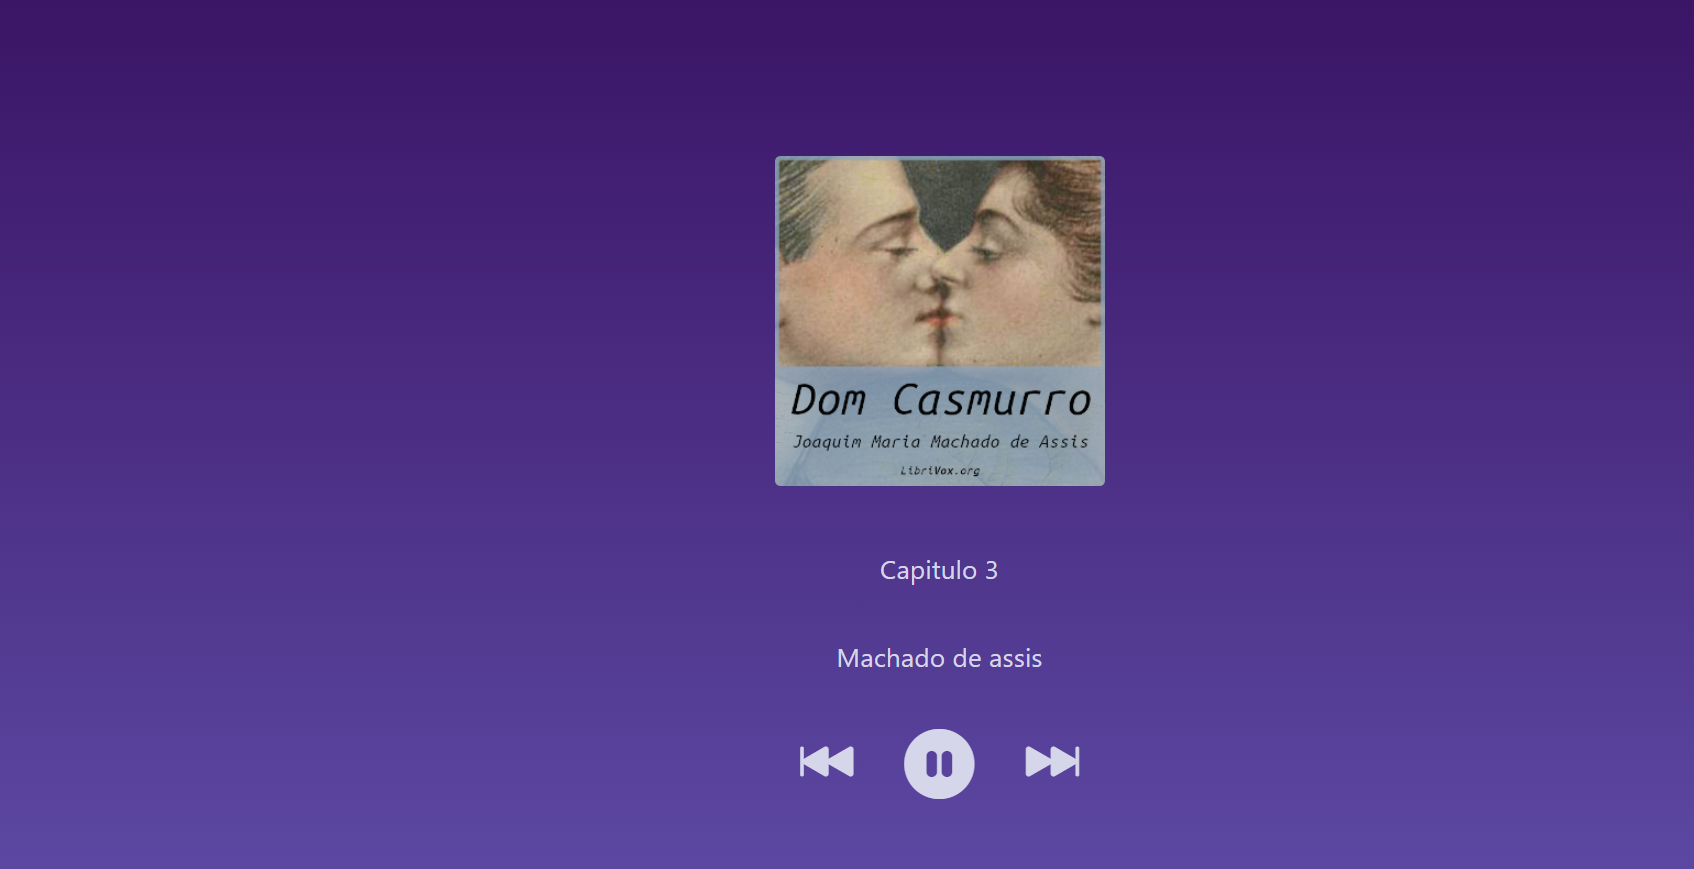 Dom Casmurro
Joaquim Maria Machado de Assis
LibriVox.org
Capitulo 3
Machado de assis